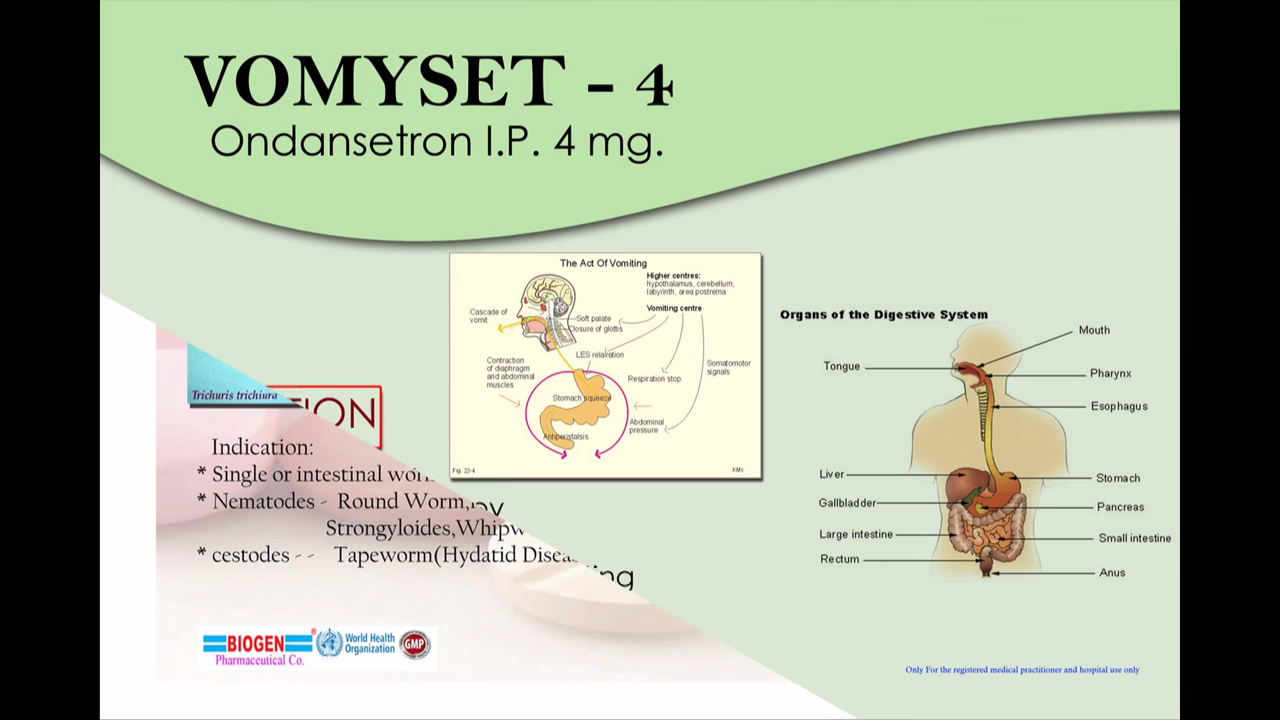 VOMYSET - 4
Ondansetron I.P. 4 mg.
The Act Of Vomiting
Higher centres:
hypothalamus, cerebellum,
labyrinth, area postrema
Vomiting centre
Cascade of
vomit
Soft palate
Closure of glottis
LES relaxation
Contraction
of diaphragm
and abdominal
muscles
Somatomotor
signals
Respiration stop
Stomach squeeze
Abdominal
pressure
Antiperistalsis
Fig. 22-4
Organs of the Digestive System
Mouth
Tongue
Pharynx
Esophagus
Liver
Stomach
Gallbladder
Pancreas
Large intestine
Small intestine
Rectum
Anus
Trichuris trichiura
ION
Indication:
* Single or intestinal
* Nematodes - Round Worm,
Strongyloides,
* cestodes - - Tapeworm(Hydatid
ing
BIOGEN ®
Pharmaceutical Co.
World Health
Organization
GMP
Only For the registered medical practitioner and hospital use only